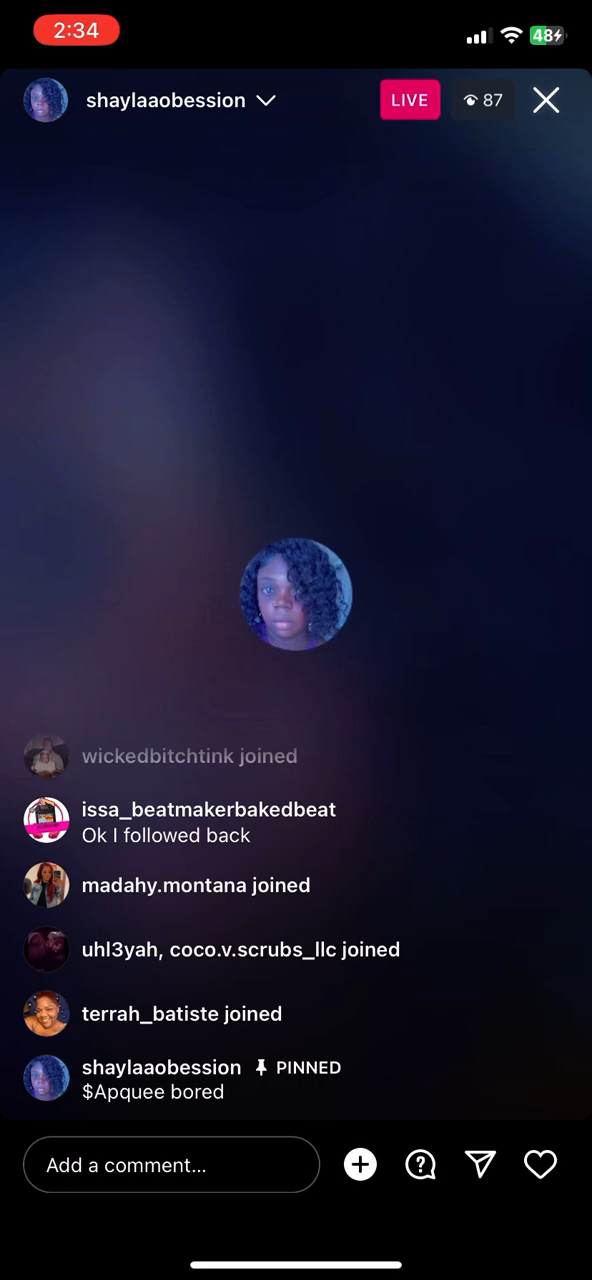 2:34
48
shaylaaobession
LIVE
87
wickedbitchtink joined
issa_beatmakerbakedbeat
Ok I followed back
madahy.montana joined
uhl3yah, coco.v.scrubs_llc joined
terrah_batiste joined
shaylaaobession PINNED
$Apquee bored
Add a comment...